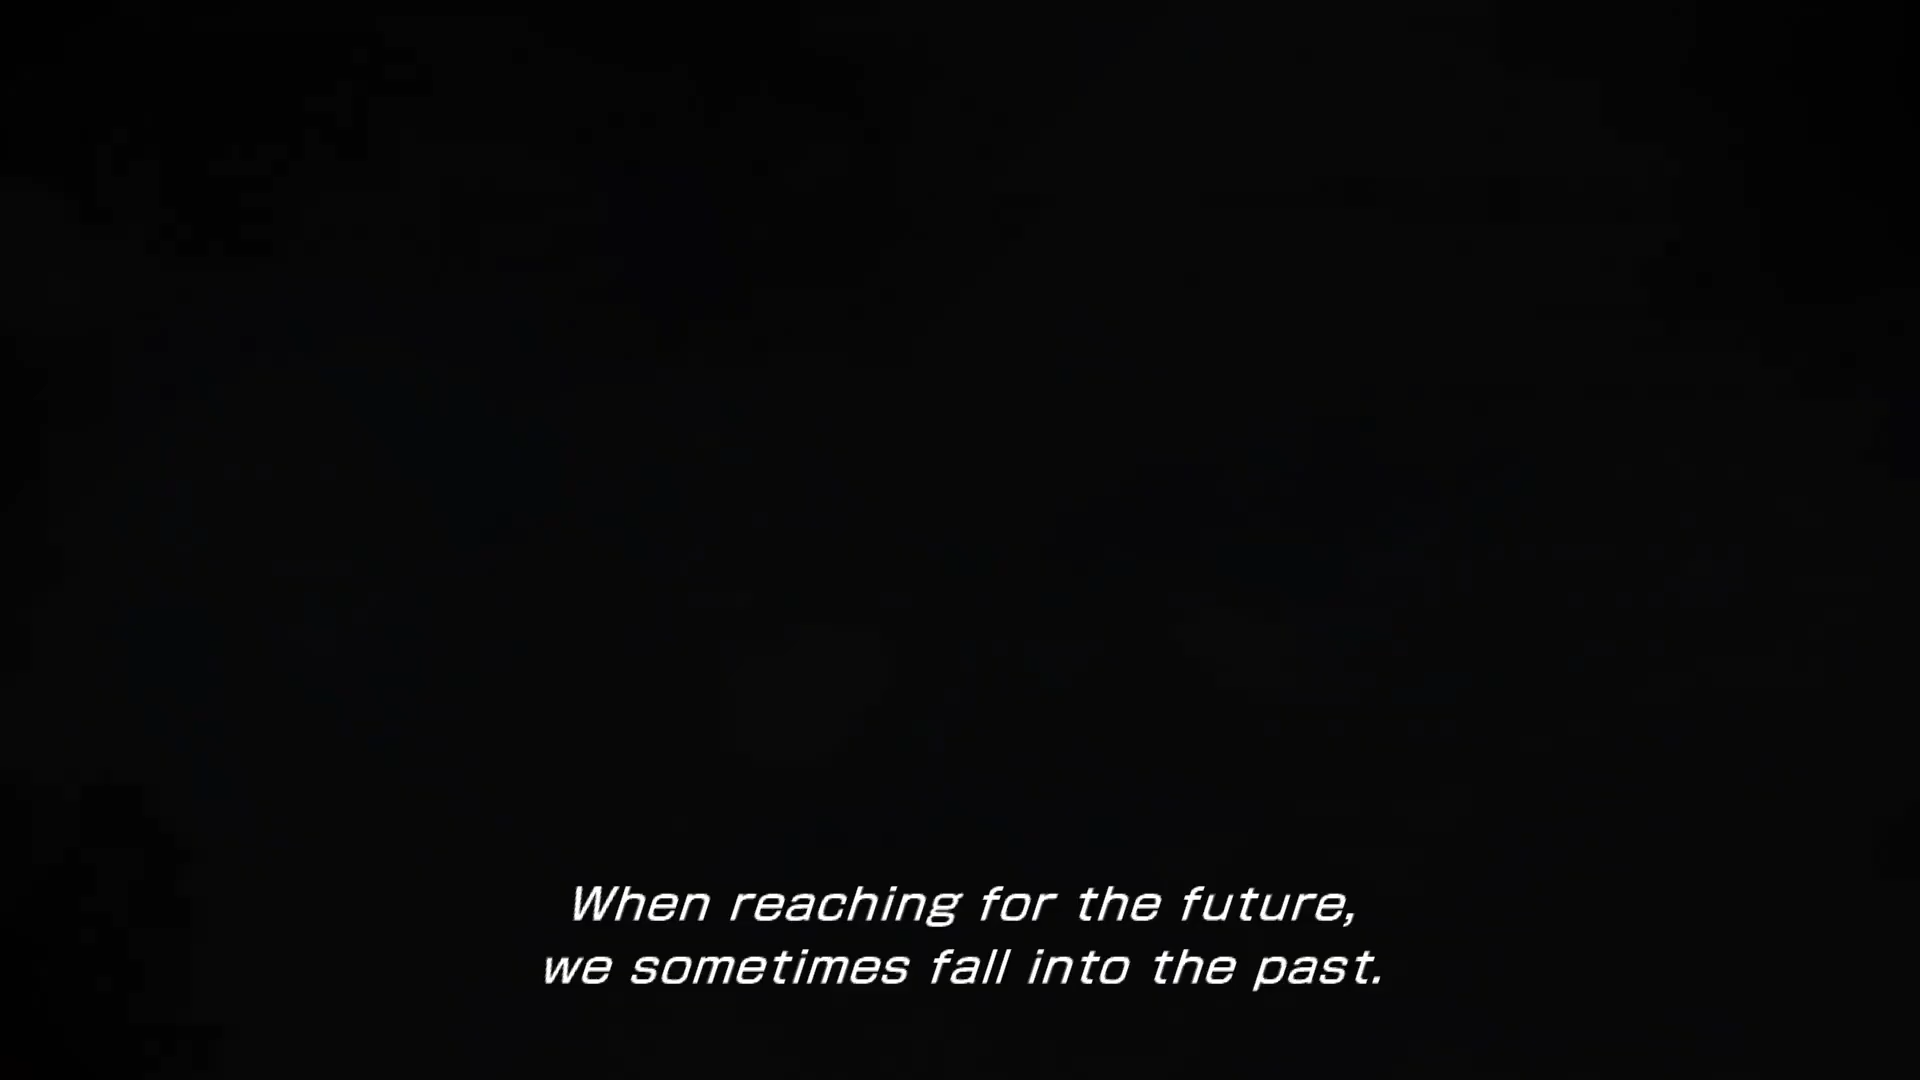 When reaching for the future,
we sometimes fall into the past.